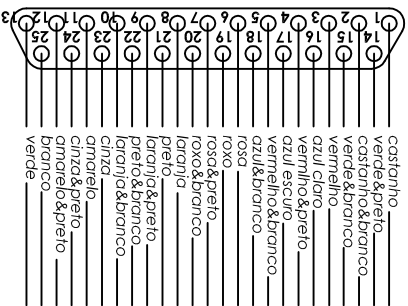 1 2 3 4 5 6 7 8 9 10 11 12 13
14 15 16 17 18 19 20 21 22 23 24 25
castanho
verde&preto
castanho&branco
verde&branco
vermelho
azul claro
vermlho&preto
azul escuro
vermelho&branco
azul&branco
rosa
roxo
rosa&preto
roxo&branco
laranja
preto
laranja&preto
preto&branco
laranja&branco
cinza
amarelo
cinza&preto
amarelo&preto
branco
verde